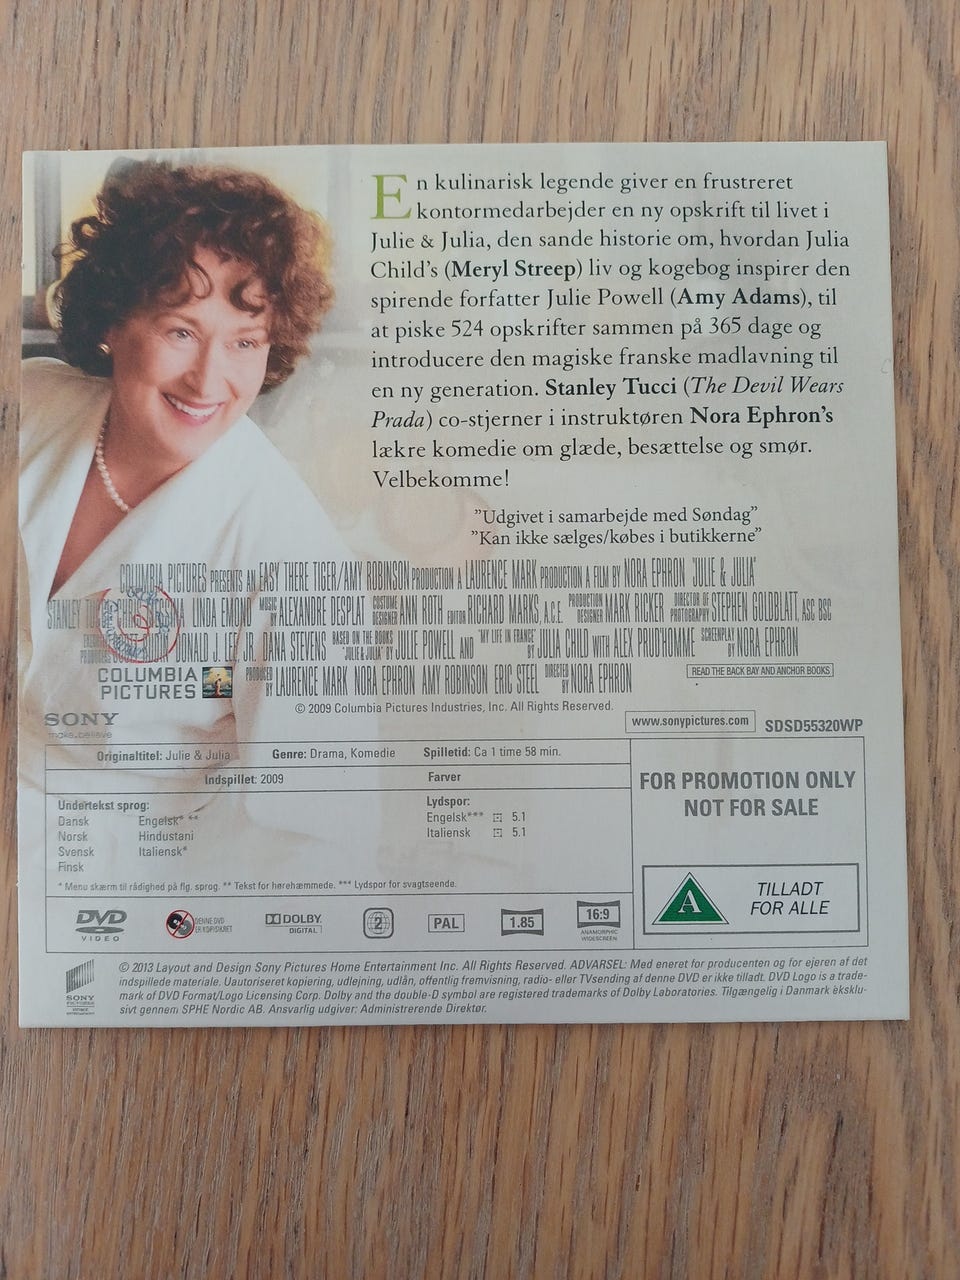 En kulinarisk legende giver en frustreret
kontormedarbejder en ny opskrift til livet i
Julie & Julia, den sande historie om, hvordan Julia
Child's (Meryl Streep) liv og kogebog inspirer den
spirende forfatter Julie Powell (Amy Adams), til
at piske 524 opskrifter sammen på 365 dage og
introducere den magiske franske madlavning til
en ny generation. Stanley Tucci (The Devil Wears
Prada) co-stjerner i instruktøren Nora Ephron's
lækre komedie om glæde, besættelse og smør.
Velbekomme!
"Udgivet i samarbejde med Søndag"
"Kan ikke sælges/købes i butikkerne"
COLUMBIA PICTURES PRESENTS AN EASY THERE TIGER/AMY ROBINSON PRODUCTION A LAURENCE MARK PRODUCTION A FILM BY NORA EPHRON "JULIE & JULIA"
STANLEY LINDA EMOND MUSIC BY ALEXANDRE DESPLAT COSTUME DESIGNER ANN ROTH EDITOR RICHARD MARKS, A.C.E. PRODUCTION DESIGNER MARK RICKER DIRECTOR OF PHOTOGRAPHY STEPHEN GOLDBLATT, ASC BSC
DONALD J. LEE, JR. DANA STEVENS BASED ON THE BOOKS "JULIE & JULIA" BY JULIE POWELL AND "MY LIFE IN FRANCE" BY JULIA CHILD WITH ALEX PRUD'HOMME SCREENPLAY BY NORA EPHRON
COLUMBIA
PICTURES
PRODUCED BY LAURENCE MARK NORA EPHRON AMY ROBINSON ERIC STEEL DIRECTED BY NORA EPHRON
READ THE BACK BAY AND ANCHOR BOOKS
© 2009 Columbia Pictures Industries, Inc. All Rights Reserved.
SONY
make.believe
www.sonypictures.com
SDSD55320WP
Originaltitel: Julie & Julia Genre: Drama, Komedie Spilletid: Ca 1 time 58 min.
Indspillet: 2009 Farver
Undertekst sprog:
Dansk Engelsk* **
Norsk Hindustani
Svensk Italiensk*
Finsk
Lydspor:
Engelsk*** 5.1
Italiensk 5.1
* Menu skærm til rådighed på flg. sprog. ** Tekst for hørehæmmede. *** Lydspor for svagtseende.
FOR PROMOTION ONLY
NOT FOR SALE
A
TILLADT
FOR ALLE
DVD
VIDEO
DENNE DVD
ER KOPISIKRET
DOLBY
DIGITAL
2
PAL
1.85
16:9
ANAMORPHIC
WIDESCREEN
SONY
PICTURES
© 2013 Layout and Design Sony Pictures Home Entertainment Inc. All Rights Reserved. ADVARSEL: Med eneret for producenten og for ejeren af det
indspillede materiale. Uautoriseret kopiering, udlejning, udlån, offentlig fremvisning, radio- eller TVsending af denne DVD er ikke tilladt. DVD Logo is a trade-
mark of DVD Format/Logo Licensing Corp. Dolby and the double-D symbol are registered trademarks of Dolby Laboratories. Tilgængelig i Danmark eksklu-
sivt gennem SPHE Nordic AB. Ansvarlig udgiver: Administrerende Direktør.